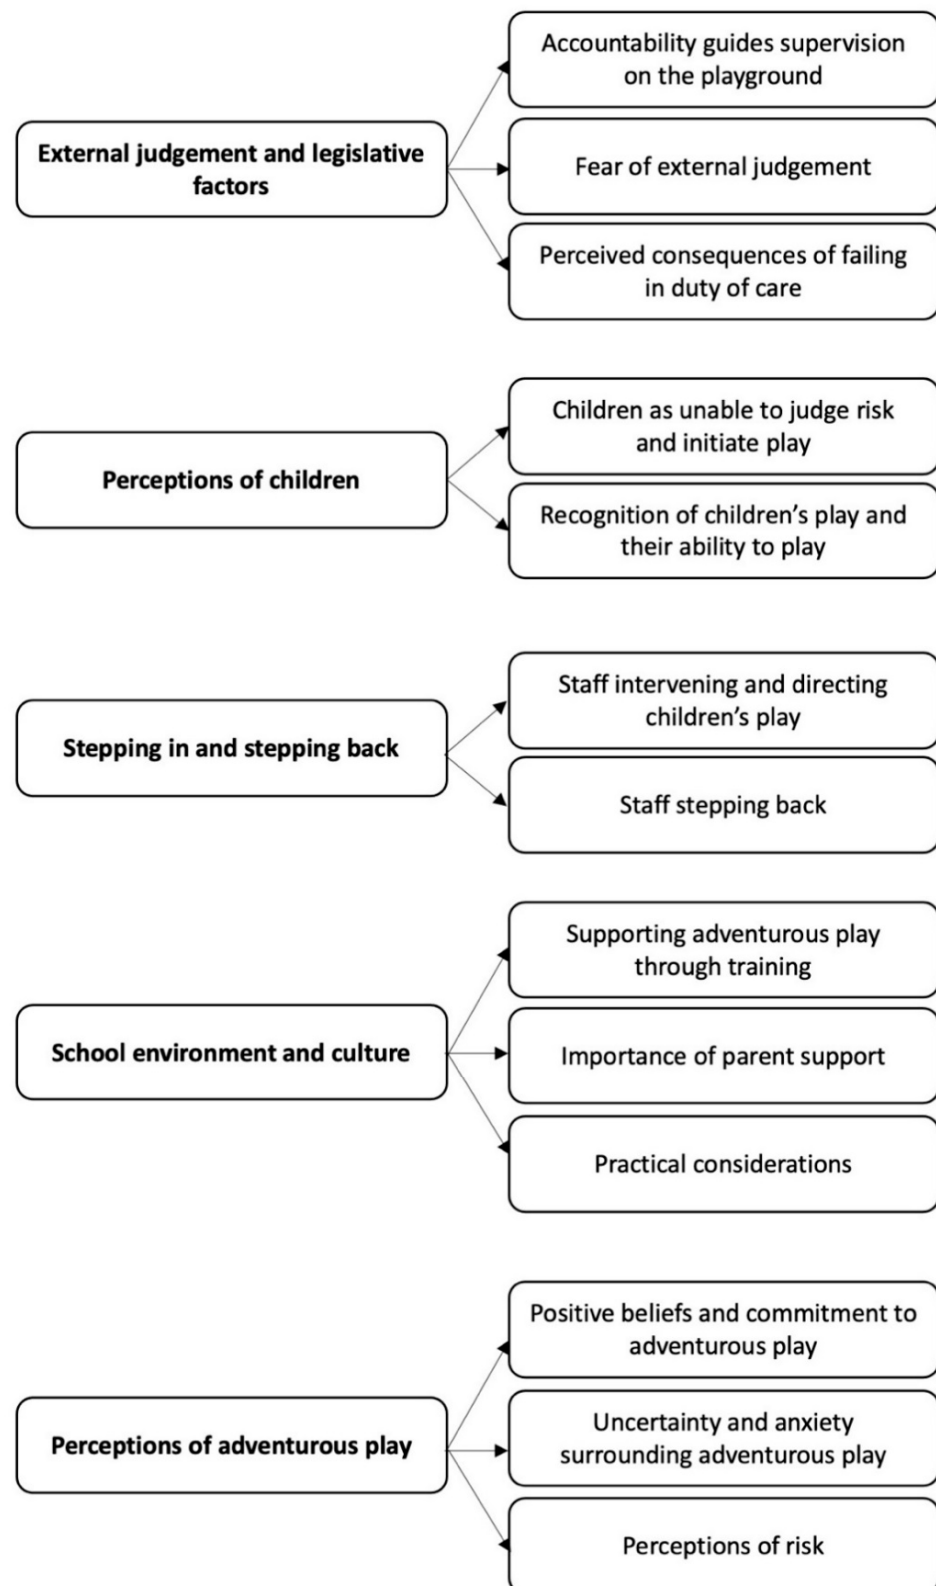 External judgement and legislative
factors
Accountability guides supervision
on the playground
Fear of external judgement
Perceived consequences of failing
in duty of care
Perceptions of children
Children as unable to judge risk
and initiate play
Recognition of children’s play and
their ability to play
Stepping in and stepping back
Staff intervening and directing
children’s play
Staff stepping back
School environment and culture
Supporting adventurous play
through training
Importance of parent support
Practical considerations
Perceptions of adventurous play
Positive beliefs and commitment to
adventurous play
Uncertainty and anxiety
surrounding adventurous play
Perceptions of risk